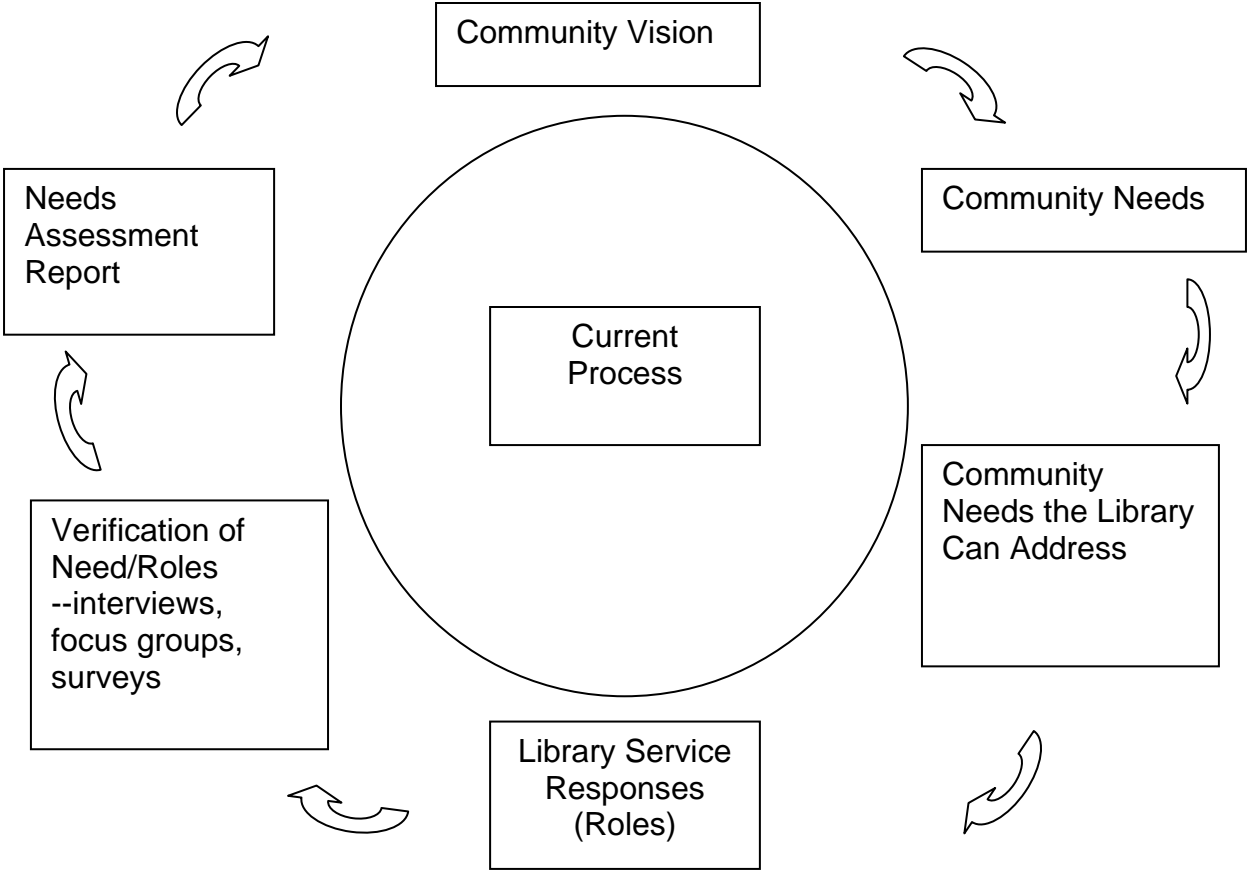 Community Vision
Community Needs
Community
Needs the Library
Can Address
Library Service
Responses
(Roles)
Verification of
Need/Roles
--interviews,
focus groups,
surveys
Needs
Assessment
Report
Current
Process